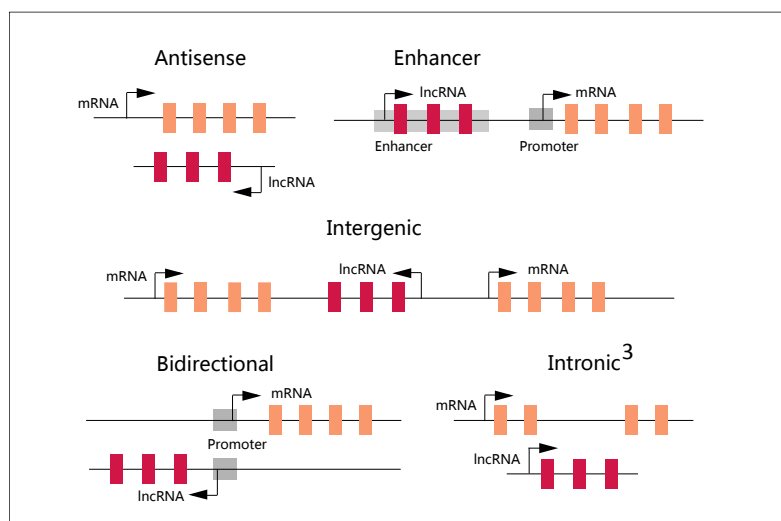 Antisense
Enhancer
mRNA
lncRNA
mRNA
Enhancer
Promoter
lncRNA
Intergenic
mRNA
lncRNA
mRNA
Bidirectional
Intronic3
mRNA
mRNA
Promoter
lncRNA
lncRNA